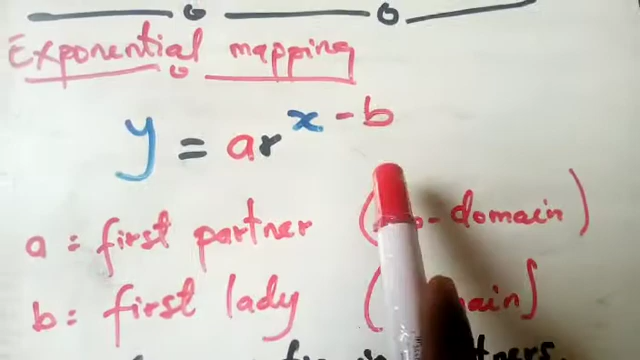 Exponential mapping
y = ar^{x-b}
a = first partner ( - domain )
b = first lady (